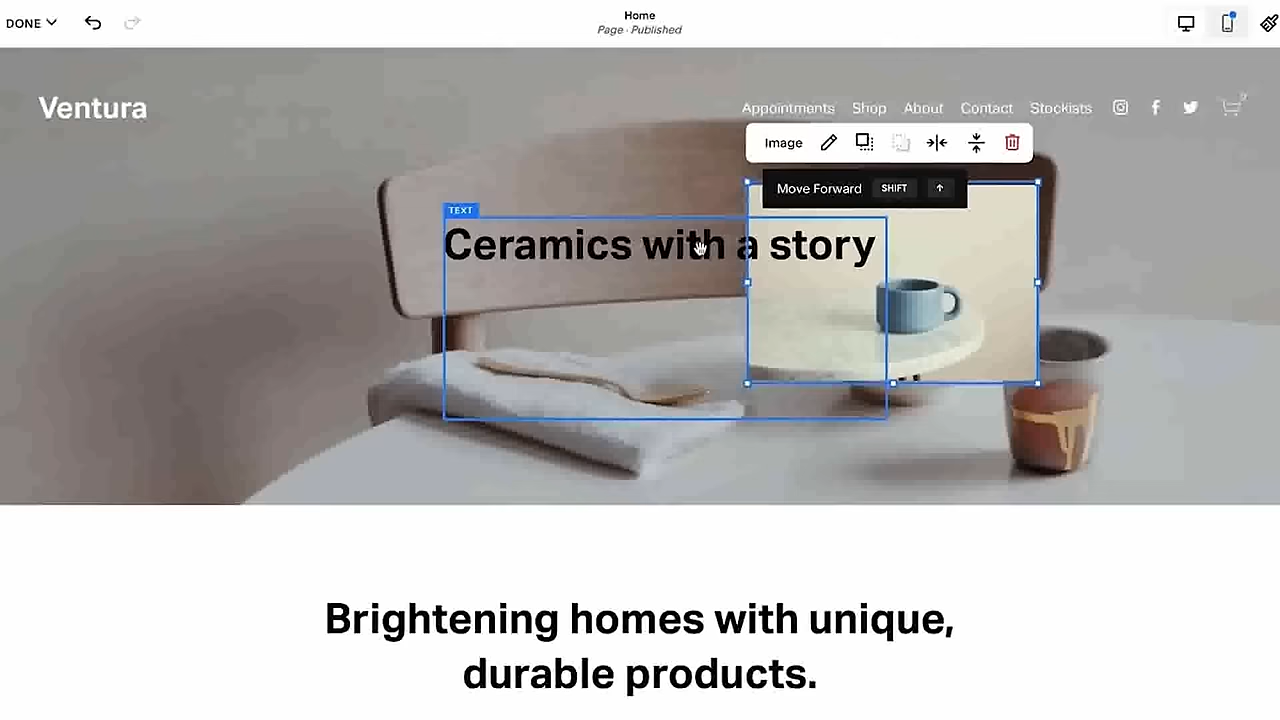 DONE
Home
Page · Published
Ventura
Appointments Shop About Contact Stockists
0
Image
Move Forward SHIFT ↑
TEXT
Ceramics with a story
Brightening homes with unique,
durable products.